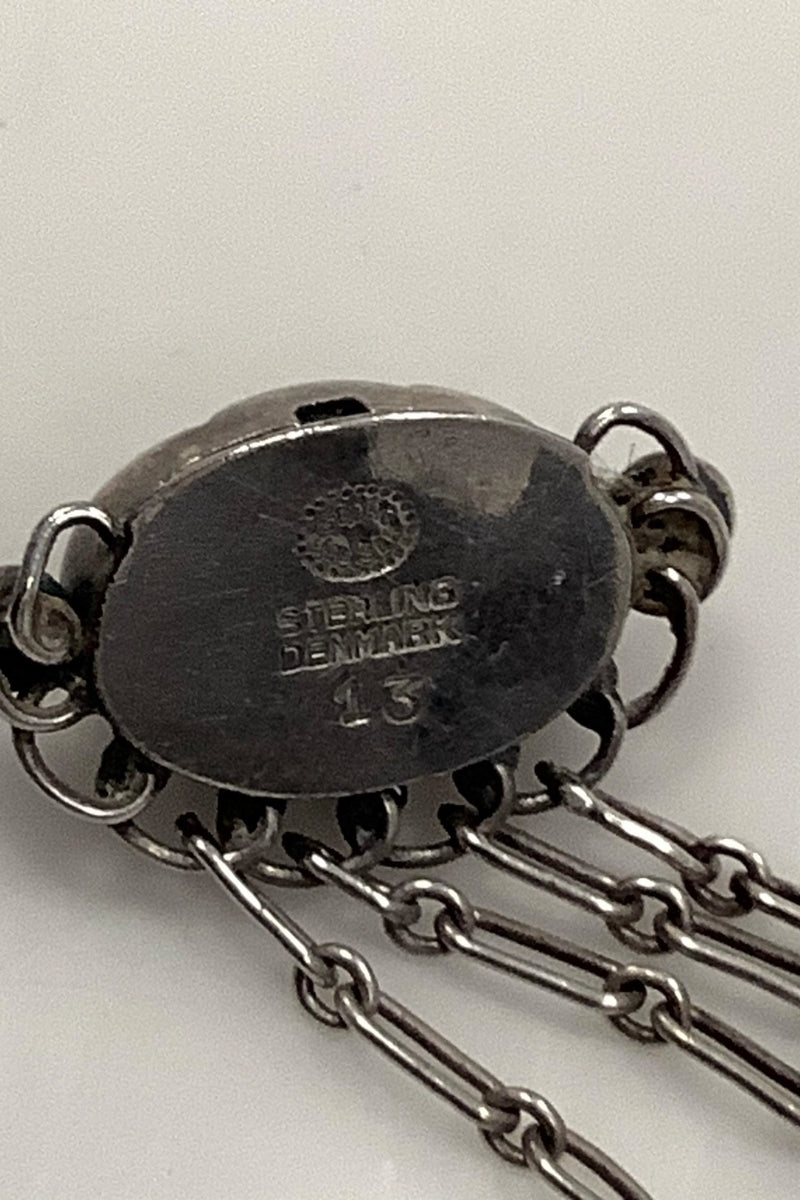 STERLING
DENMARK
13